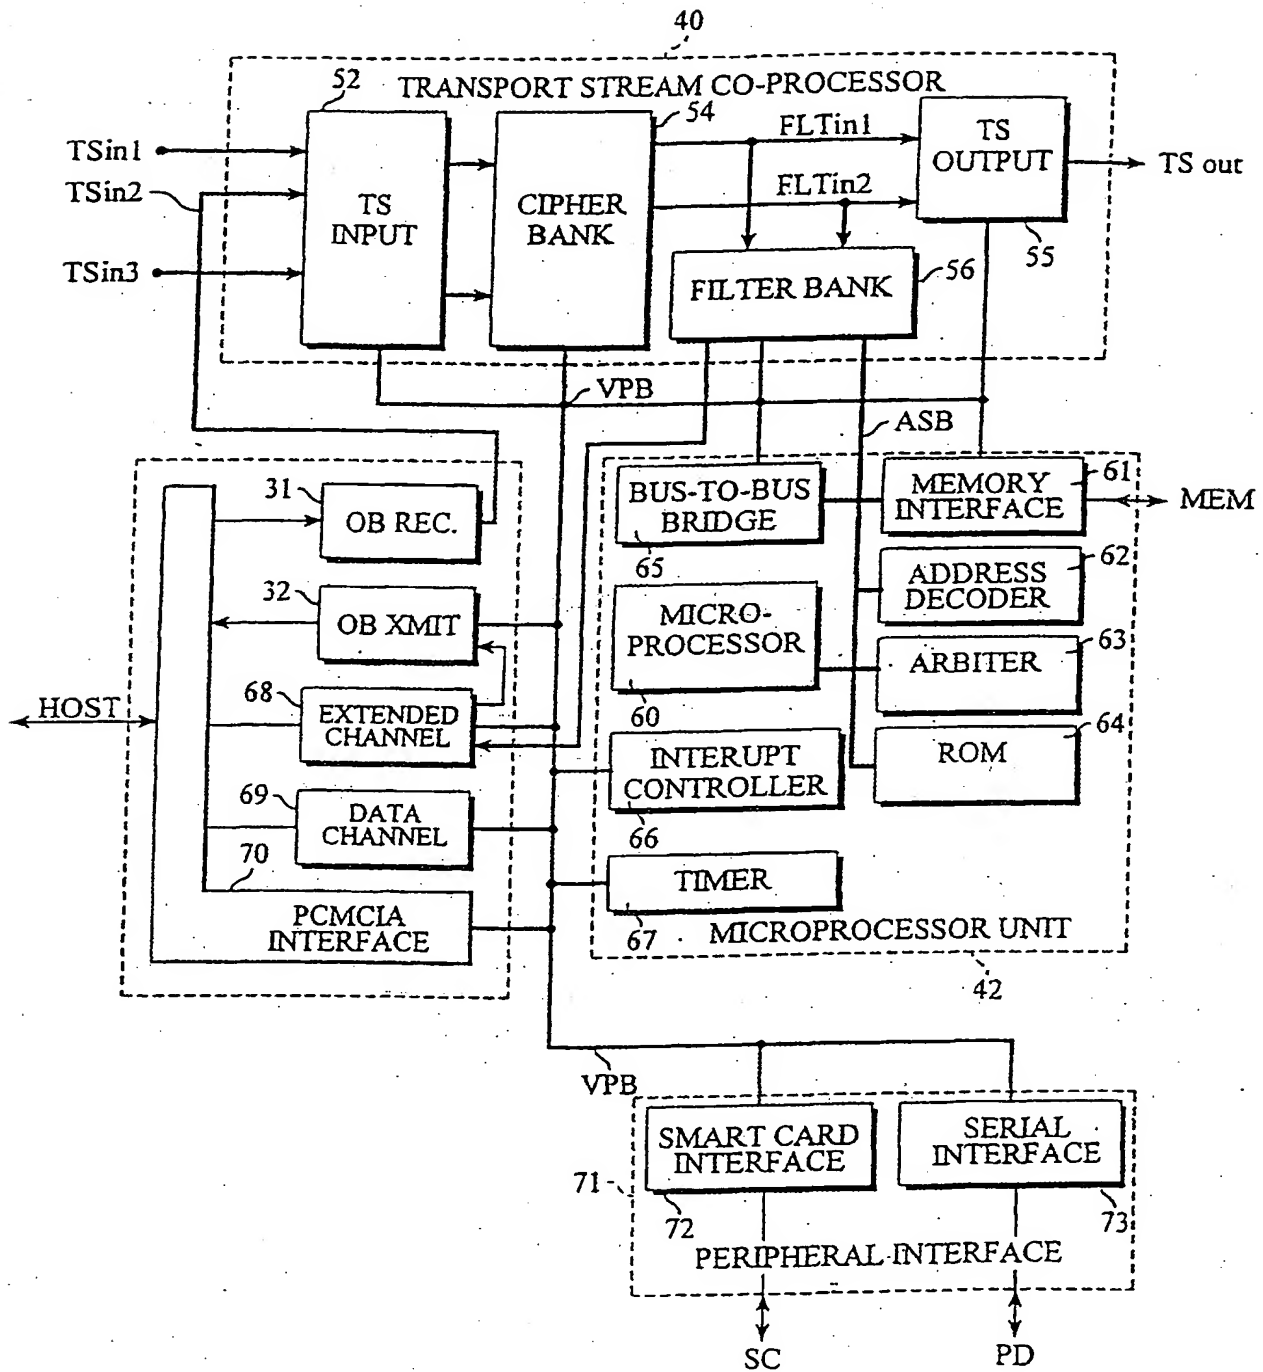 40
TRANSPORT STREAM CO-PROCESSOR
52
54
FLTin1
TS
OUTPUT
TSin1
TS out
TSin2
FLTin2
TS
INPUT
CIPHER
BANK
55
TSin3
FILTER BANK
56
VPB
ASB
31
OB REC.
BUS-TO-BUS
BRIDGE
65
MEMORY
INTERFACE
61
MEM
32
OB XMIT
MICRO-
PROCESSOR
60
ADDRESS
DECODER
62
ARBITER
63
HOST
68
EXTENDED
CHANNEL
INTERUPT
CONTROLLER
66
ROM
64
69
DATA
CHANNEL
TIMER
67
70
PCMCIA
INTERFACE
MICROPROCESSOR UNIT
42
VPB
SMART CARD
INTERFACE
72
SERIAL
INTERFACE
73
71
PERIPHERAL INTERFACE
SC
PD